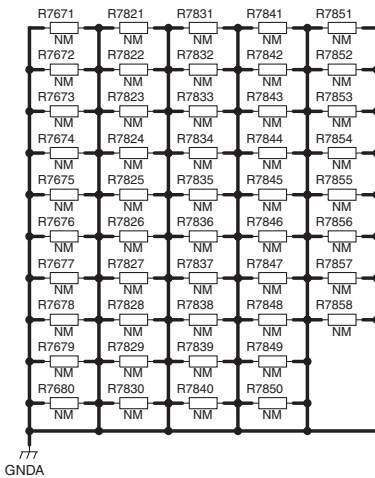 R7671 R7821 R7831 R7841 R7851
NM NM NM NM NM
R7672 R7822 R7832 R7842 R7852
NM NM NM NM NM
R7673 R7823 R7833 R7843 R7853
NM NM NM NM NM
R7674 R7824 R7834 R7844 R7854
NM NM NM NM NM
R7675 R7825 R7835 R7845 R7855
NM NM NM NM NM
R7676 R7826 R7836 R7846 R7856
NM NM NM NM NM
R7677 R7827 R7837 R7847 R7857
NM NM NM NM NM
R7678 R7828 R7838 R7848 R7858
NM NM NM NM NM
R7679 R7829 R7839 R7849
NM NM NM NM
R7680 R7830 R7840 R7850
NM NM NM NM
GNDA